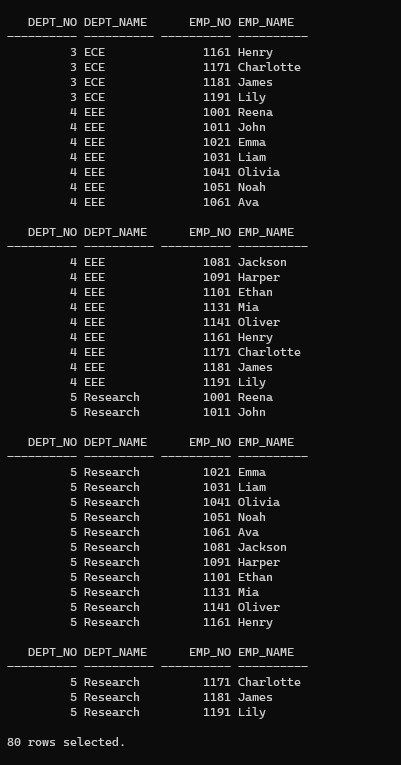 DEPT_NO DEPT_NAME EMP_NO EMP_NAME
---------- ---------- ---------- ----------
3 ECE 1161 Henry
3 ECE 1171 Charlotte
3 ECE 1181 James
3 ECE 1191 Lily
4 EEE 1001 Reena
4 EEE 1011 John
4 EEE 1021 Emma
4 EEE 1031 Liam
4 EEE 1041 Olivia
4 EEE 1051 Noah
4 EEE 1061 Ava
DEPT_NO DEPT_NAME EMP_NO EMP_NAME
---------- ---------- ---------- ----------
4 EEE 1081 Jackson
4 EEE 1091 Harper
4 EEE 1101 Ethan
4 EEE 1131 Mia
4 EEE 1141 Oliver
4 EEE 1161 Henry
4 EEE 1171 Charlotte
4 EEE 1181 James
4 EEE 1191 Lily
5 Research 1001 Reena
5 Research 1011 John
DEPT_NO DEPT_NAME EMP_NO EMP_NAME
---------- ---------- ---------- ----------
5 Research 1021 Emma
5 Research 1031 Liam
5 Research 1041 Olivia
5 Research 1051 Noah
5 Research 1061 Ava
5 Research 1081 Jackson
5 Research 1091 Harper
5 Research 1101 Ethan
5 Research 1131 Mia
5 Research 1141 Oliver
5 Research 1161 Henry
DEPT_NO DEPT_NAME EMP_NO EMP_NAME
---------- ---------- ---------- ----------
5 Research 1171 Charlotte
5 Research 1181 James
5 Research 1191 Lily
80 rows selected.